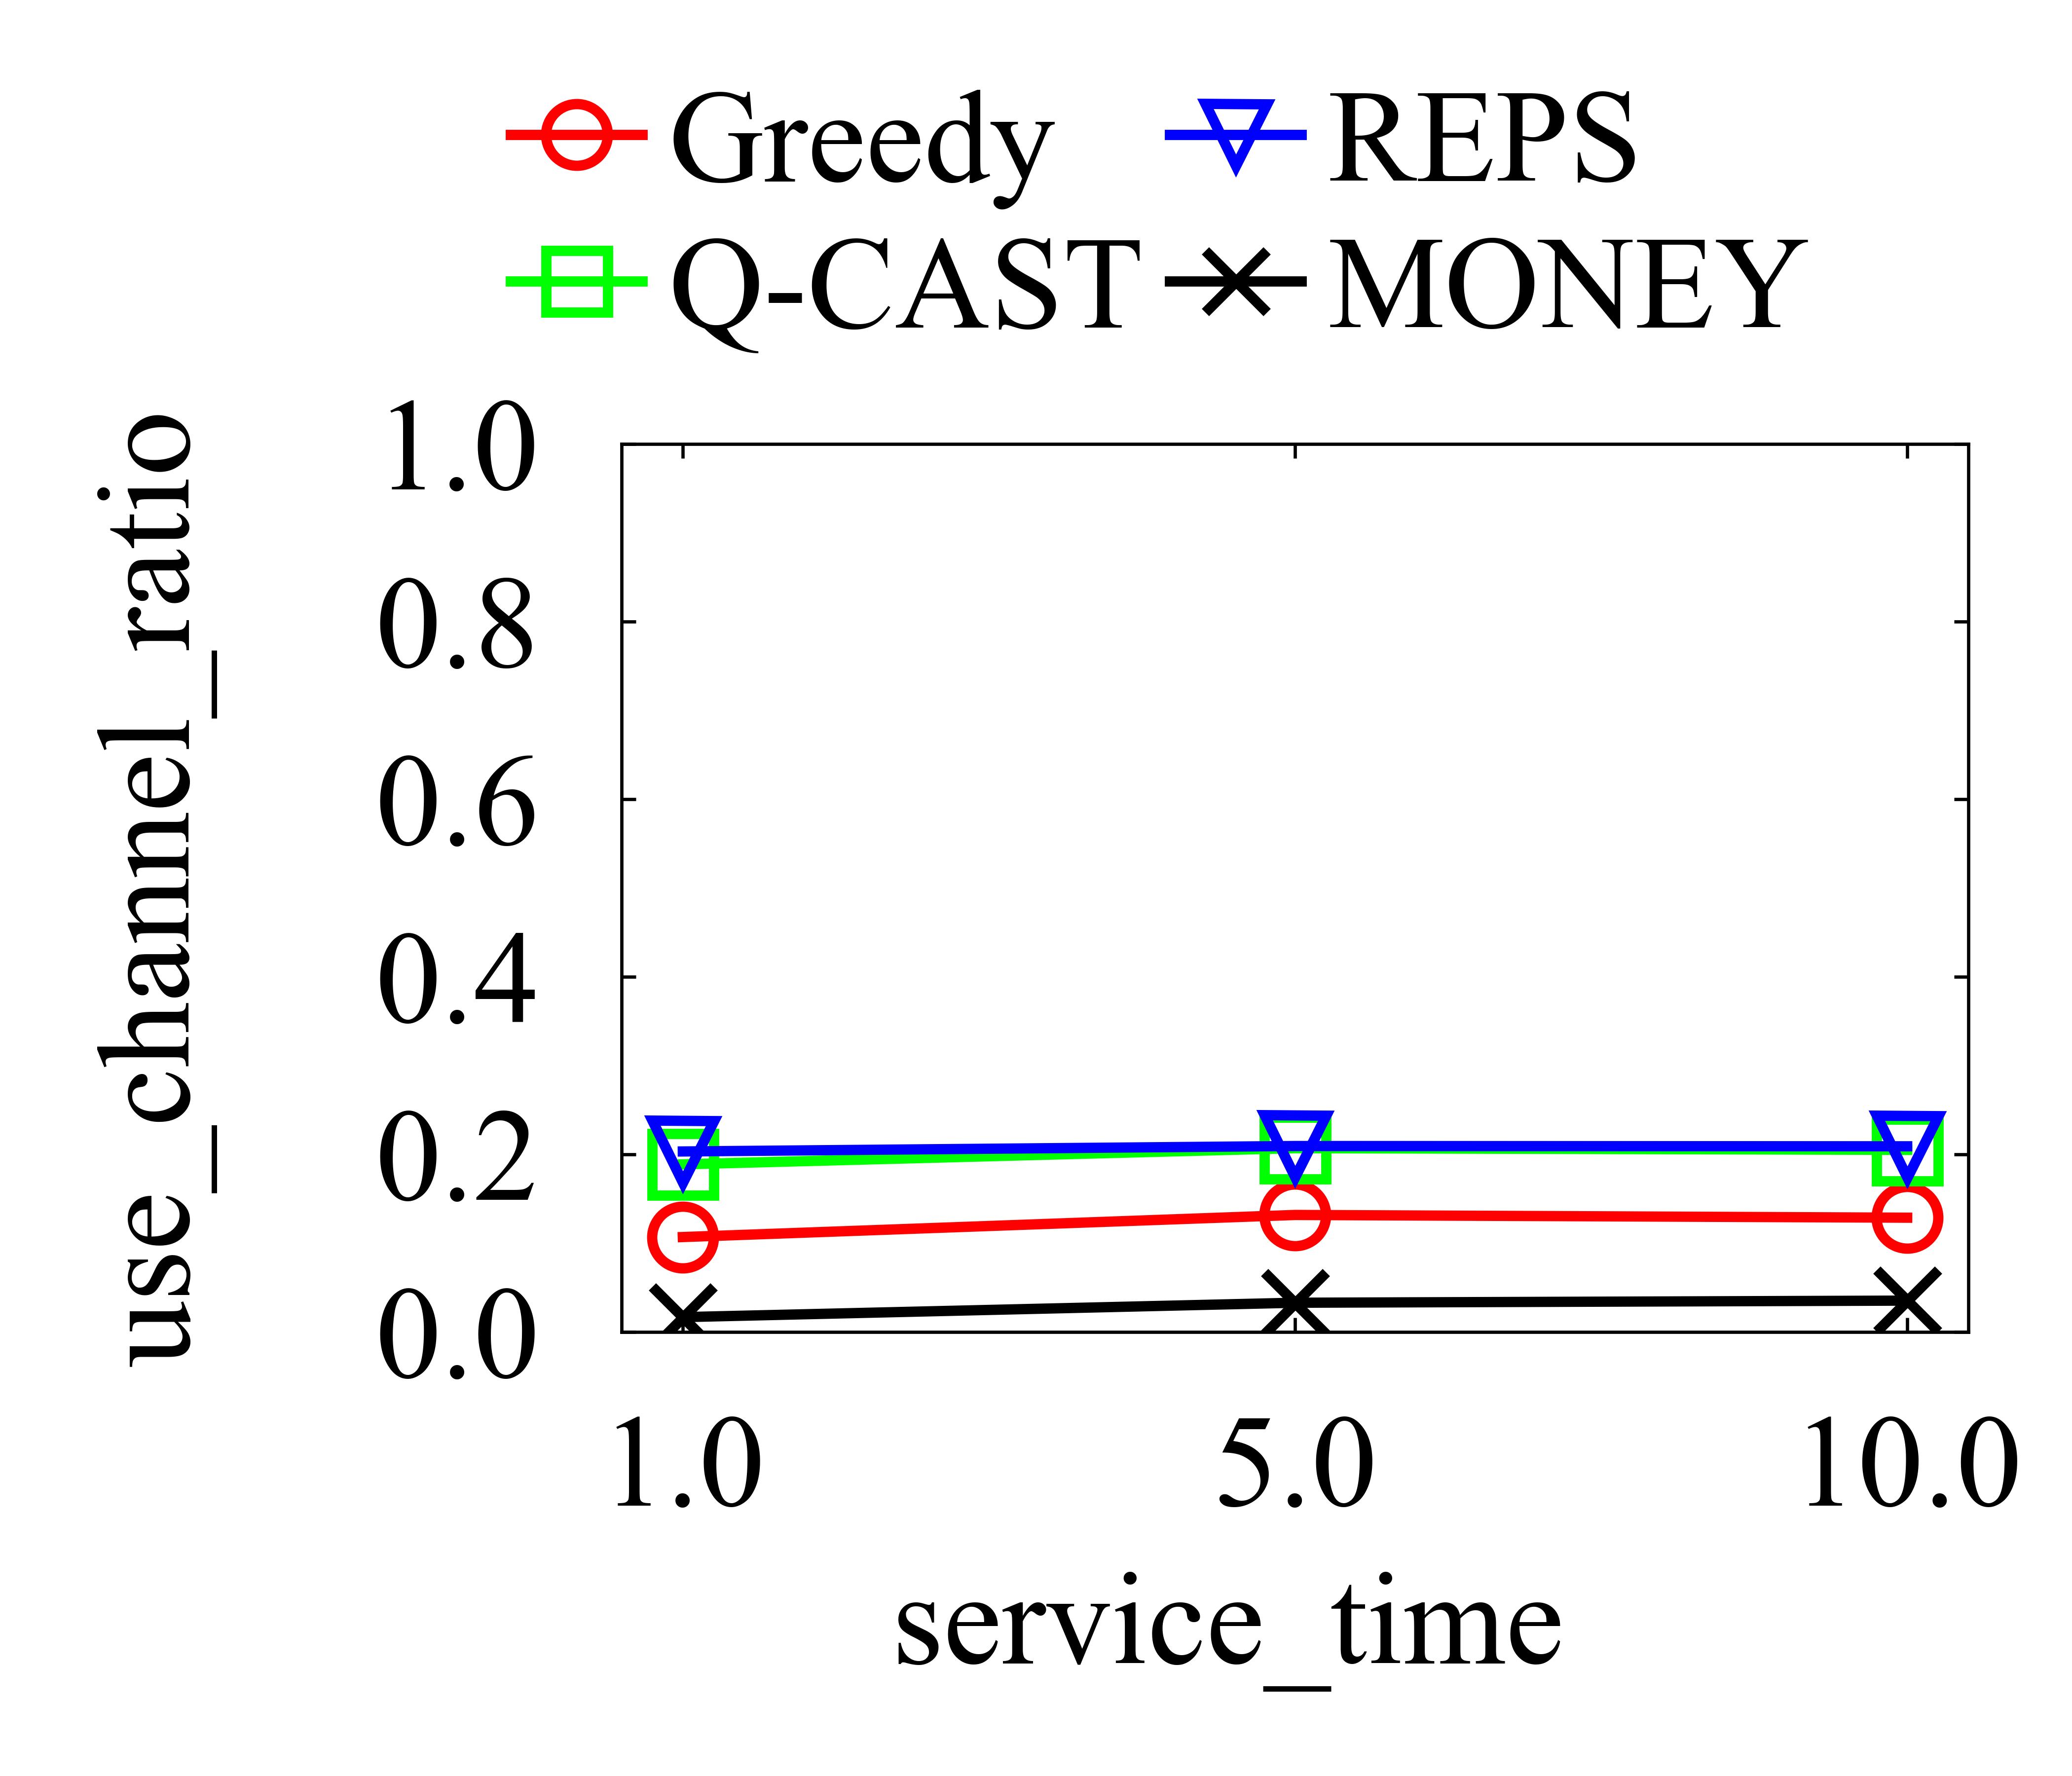 Greedy REPS
Q-CAST MONEY
use_channel_ratio
1.0
0.8
0.6
0.4
0.2
0.0
1.0 5.0 10.0
service_time